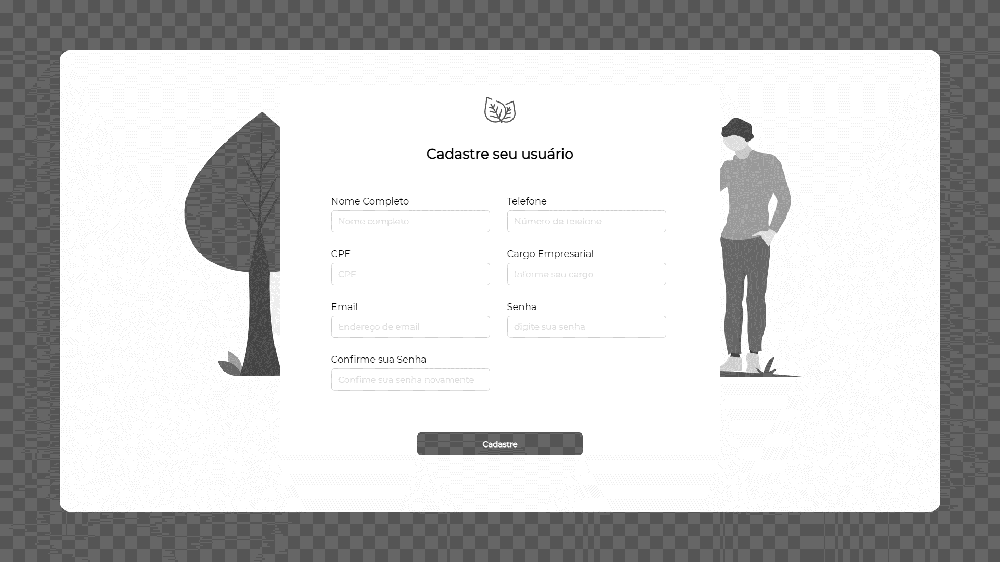 Cadastre seu usuário
Nome Completo
Telefone
Nome completo
Número de telefone
CPF
Cargo Empresarial
CPF
Informe seu cargo
Email
Senha
Endereço de email
digite sua senha
Confirme sua Senha
Confime sua senha novamente
Cadastre